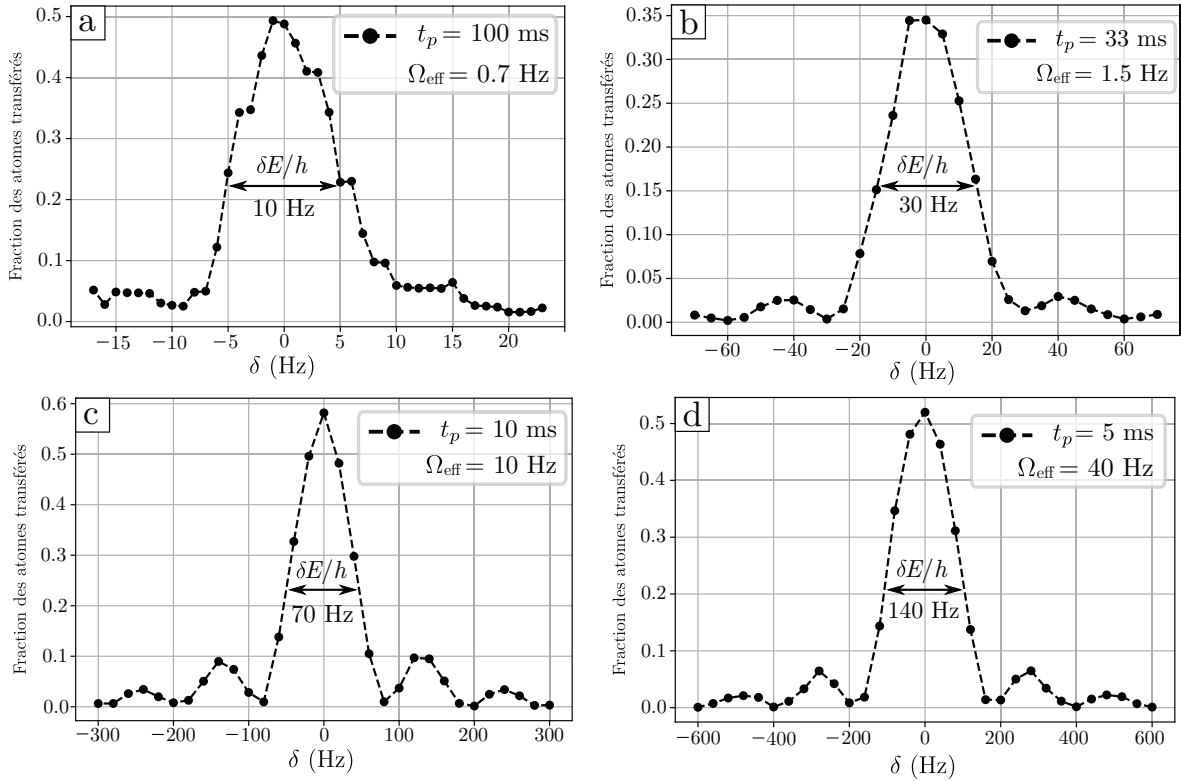 a
t_p = 100 ms
Ω_eff = 0.7 Hz
δE/h
10 Hz
Fraction des atomes transférés
0.5
0.4
0.3
0.2
0.1
0.0
−15 −10 −5 0 5 10 15 20
δ (Hz)
b
t_p = 33 ms
Ω_eff = 1.5 Hz
δE/h
30 Hz
Fraction des atomes transférés
0.35
0.30
0.25
0.20
0.15
0.10
0.05
0.00
−60 −40 −20 0 20 40 60
δ (Hz)
c
t_p = 10 ms
Ω_eff = 10 Hz
δE/h
70 Hz
Fraction des atomes transférés
0.6
0.5
0.4
0.3
0.2
0.1
0.0
−300 −200 −100 0 100 200 300
δ (Hz)
d
t_p = 5 ms
Ω_eff = 40 Hz
δE/h
140 Hz
Fraction des atomes transférés
0.5
0.4
0.3
0.2
0.1
0.0
−600 −400 −200 0 200 400 600
δ (Hz)